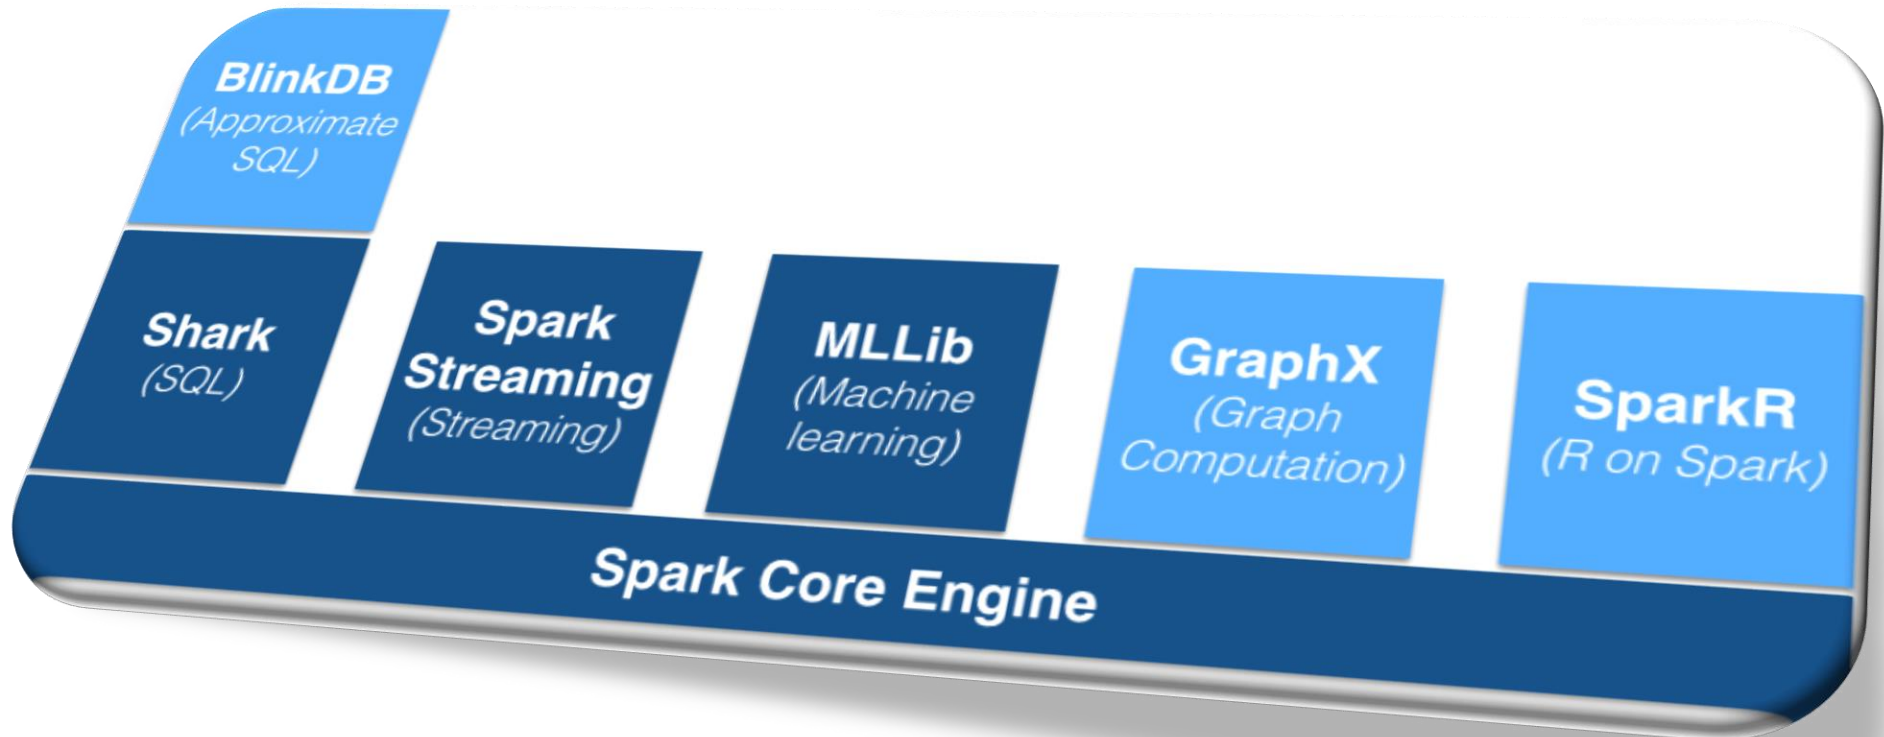 BlinkDB
(Approximate
SQL)
Shark
(SQL)
Spark
Streaming
(Streaming)
MLLib
(Machine
learning)
GraphX
(Graph
Computation)
SparkR
(R on Spark)
Spark Core Engine